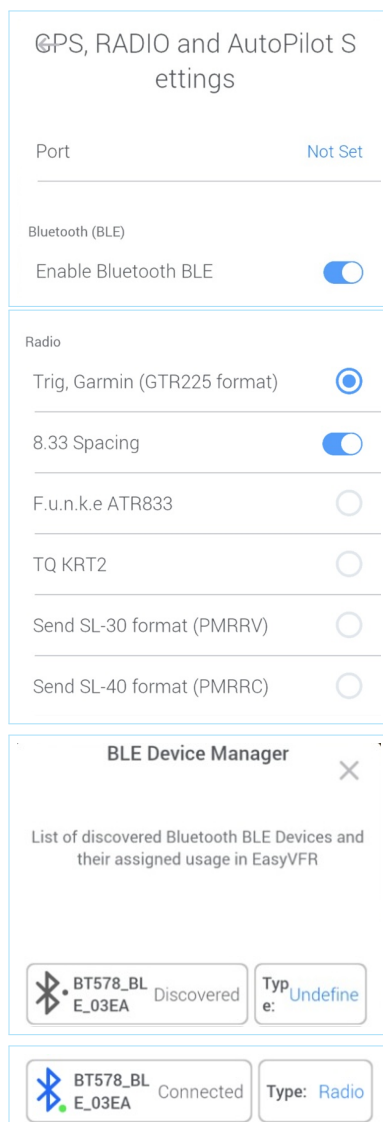 GPS, RADIO and AutoPilot S
ettings
Port Not Set
Bluetooth (BLE)
Enable Bluetooth BLE
Radio
Trig, Garmin (GTR225 format)
8.33 Spacing
F.u.n.k.e ATR833
TQ KRT2
Send SL-30 format (PMRRV)
Send SL-40 format (PMRRC)
BLE Device Manager
List of discovered Bluetooth BLE Devices and
their assigned usage in EasyVFR
BT578_BL
E_03EA Discovered Typ
e: Undefine
BT578_BL
E_03EA Connected Type: Radio